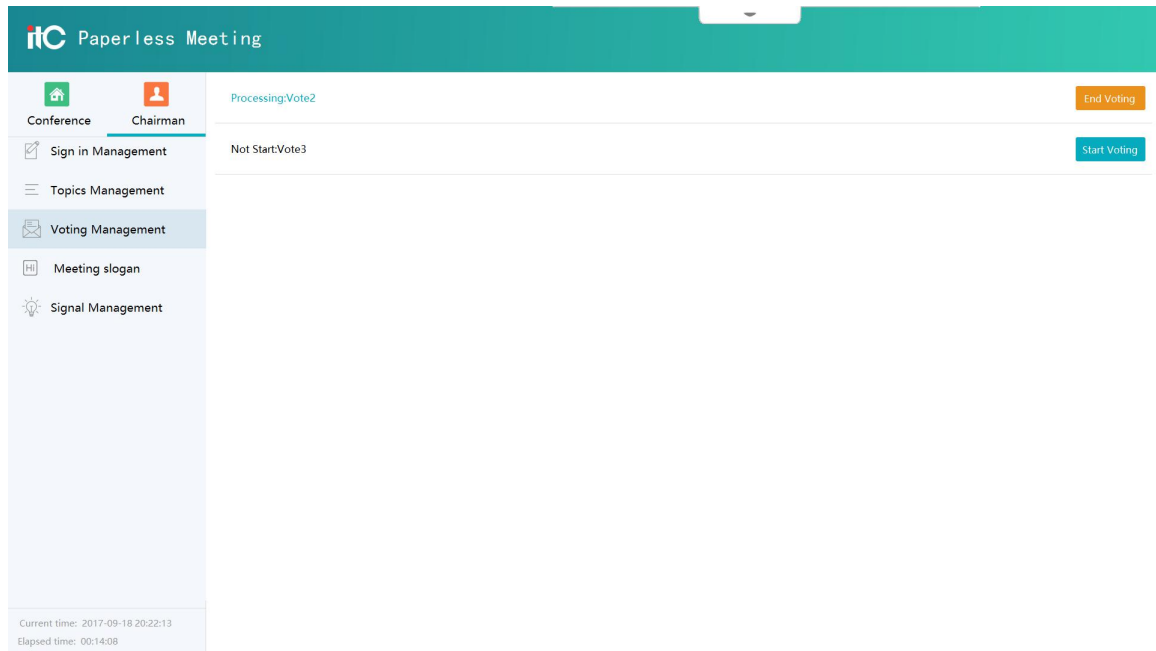 itC Paperless Meeting
Conference Chairman
Sign in Management
Topics Management
Voting Management
HI Meeting slogan
Signal Management
Current time: 2017-09-18 20:22:13
Elapsed time: 00:14:08
Processing:Vote2 End Voting
Not Start:Vote3 Start Voting